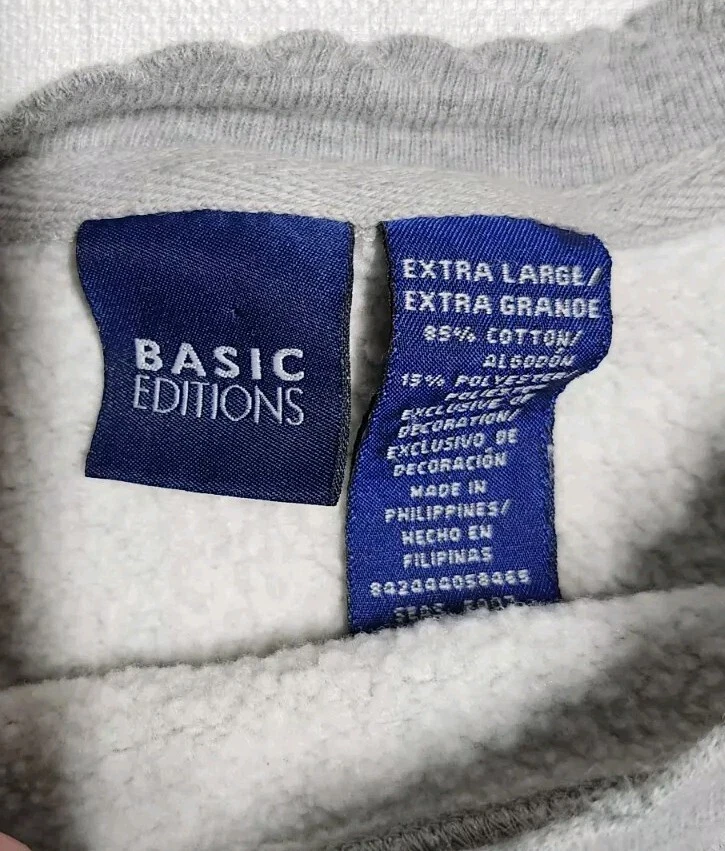 BASIC
EDITIONS
EXTRA LARGE/
EXTRA GRANDE
85% COTTON/
ALGODÓN
15% POLYESTER
POLIÉSTER
EXCLUSIVE OF
DECORATION/
EXCLUSIVO DE
DECORACIÓN
MADE IN
PHILIPPINES/
HECHO EN
FILIPINAS
842444058465